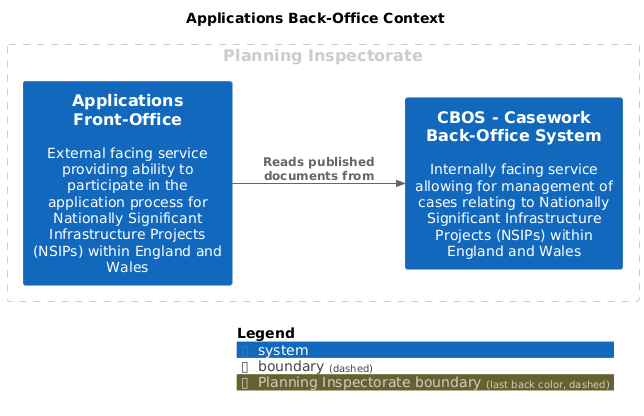 Applications Back-Office Context
Planning Inspectorate
Applications
Front-Office
External facing service
providing ability to
participate in the
application process for
Nationally Significant
Infrastructure Projects
(NSIPs) within England and
Wales
Reads published
documents from
CBOS - Casework
Back-Office System
Internally facing service
allowing for management of
cases relating to Nationally
Significant Infrastructure
Projects (NSIPs) within
England and Wales
Legend
system
boundary (dashed)
Planning Inspectorate boundary (last back color, dashed)